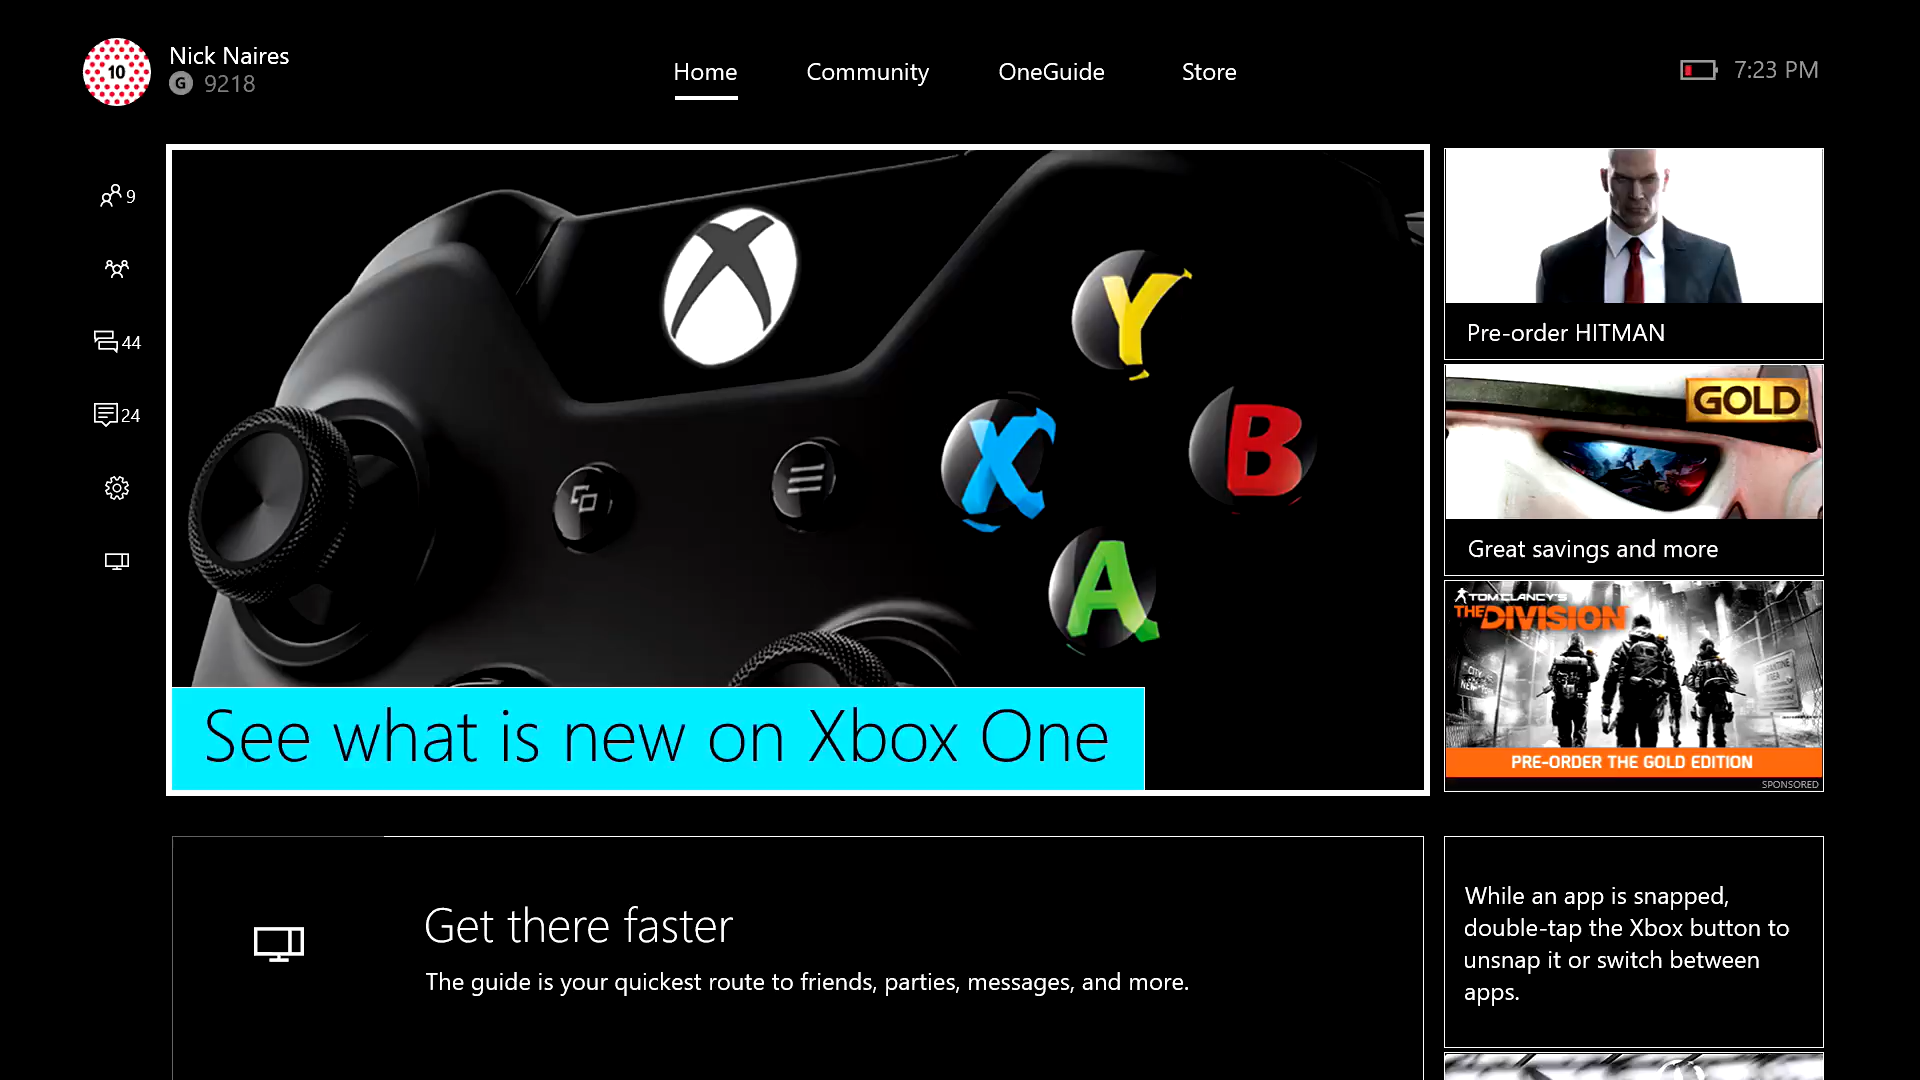 10
Nick Naires
G 9218
Home
Community
OneGuide
Store
7:23 PM
9
44
24
Y
X
B
A
See what is new on Xbox One
Pre-order HITMAN
GOLD
Great savings and more
TOM CLANCY'S
THE DIVISION
PRE-ORDER THE GOLD EDITION
SPONSORED
Get there faster
The guide is your quickest route to friends, parties, messages, and more.
While an app is snapped,
double-tap the Xbox button to
unsnap it or switch between
apps.